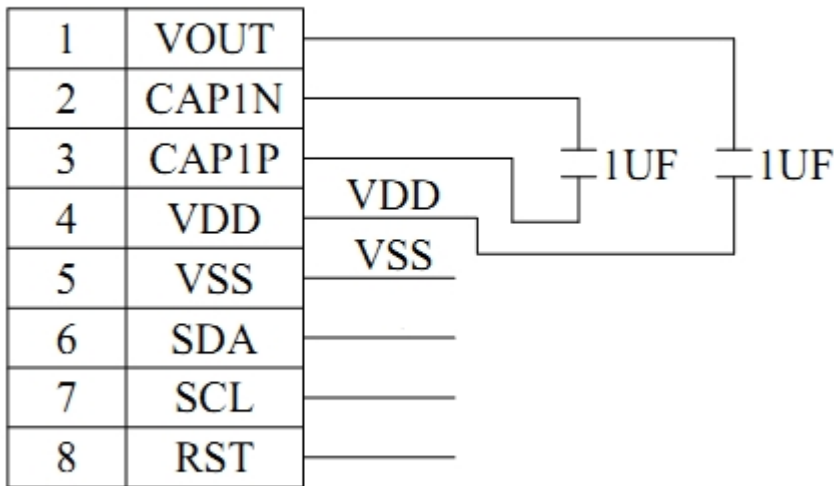 1 VOUT
2 CAP1N
3 CAP1P 1UF 1UF
VDD
4 VDD
VSS
5 VSS
6 SDA
7 SCL
8 RST